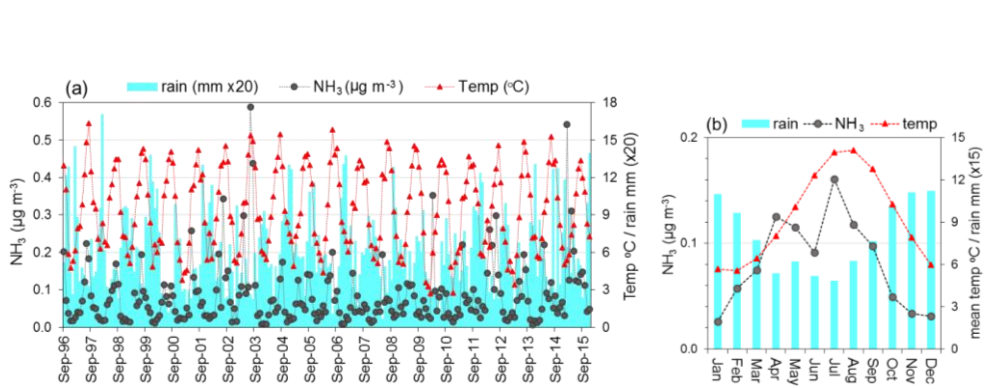 (a) rain (mm x20) NH3 (µg m-3) Temp (oC)
0.6
0.5
0.4
0.3
0.2
0.1
0.0
NH3 (µg m-3)
18
15
12
9
6
3
0
Temp oC / rain mm (x20)
Sep-96 Sep-97 Sep-98 Sep-99 Sep-00 Sep-01 Sep-02 Sep-03 Sep-04 Sep-05 Sep-06 Sep-07 Sep-08 Sep-09 Sep-10 Sep-11 Sep-12 Sep-13 Sep-14 Sep-15
(b) rain NH3 temp
0.2
0.1
0.0
NH3 (µg m-3)
15
12
9
6
3
0
mean temp oC / rain mm (x15)
Jan Feb Mar Apr May Jun Jul Aug Sep Oct Nov Dec